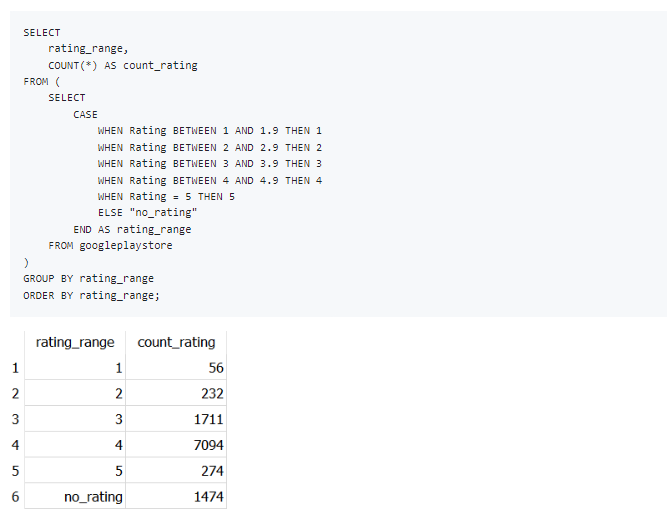 SELECT
rating_range,
COUNT(*) AS count_rating
FROM (
SELECT
CASE
WHEN Rating BETWEEN 1 AND 1.9 THEN 1
WHEN Rating BETWEEN 2 AND 2.9 THEN 2
WHEN Rating BETWEEN 3 AND 3.9 THEN 3
WHEN Rating BETWEEN 4 AND 4.9 THEN 4
WHEN Rating = 5 THEN 5
ELSE "no_rating"
END AS rating_range
FROM googleplaystore
)
GROUP BY rating_range
ORDER BY rating_range;
rating_range count_rating
1 1 56
2 2 232
3 3 1711
4 4 7094
5 5 274
6 no_rating 1474